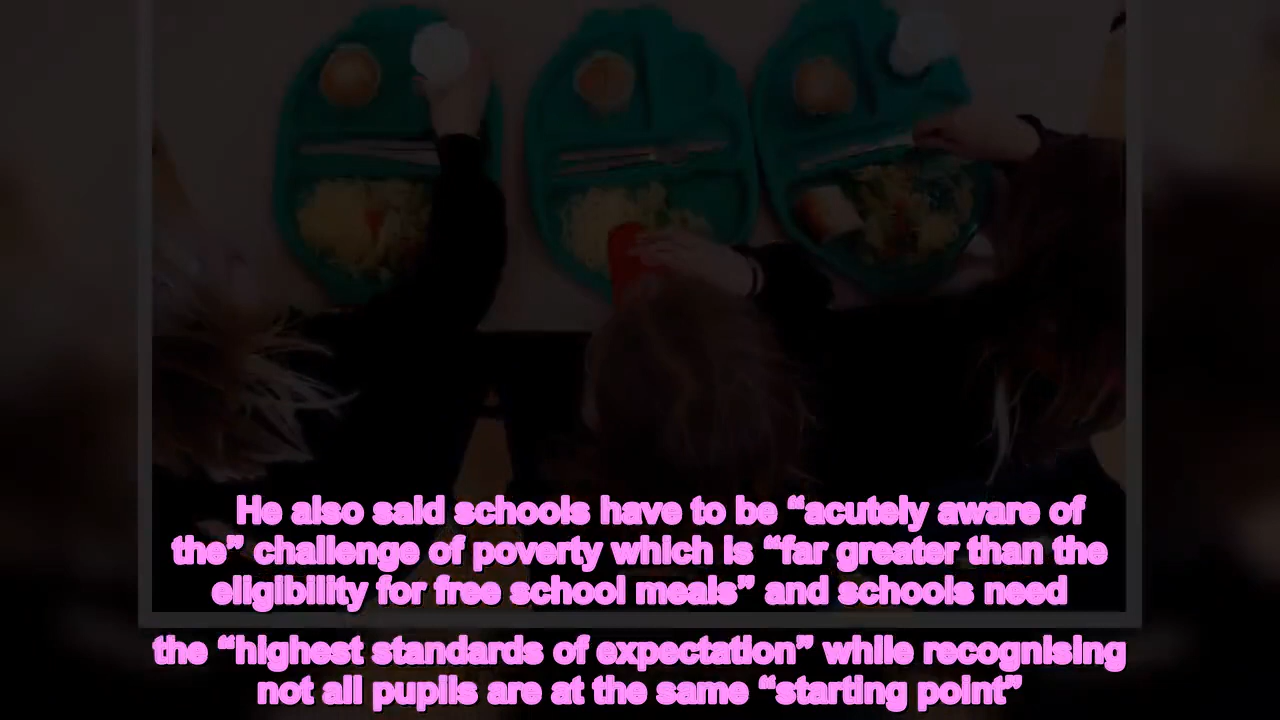 He also said schools have to be “acutely aware of
the” challenge of poverty which is “far greater than the
eligibility for free school meals” and schools need
the “highest standards of expectation” while recognising
not all pupils are at the same “starting point”